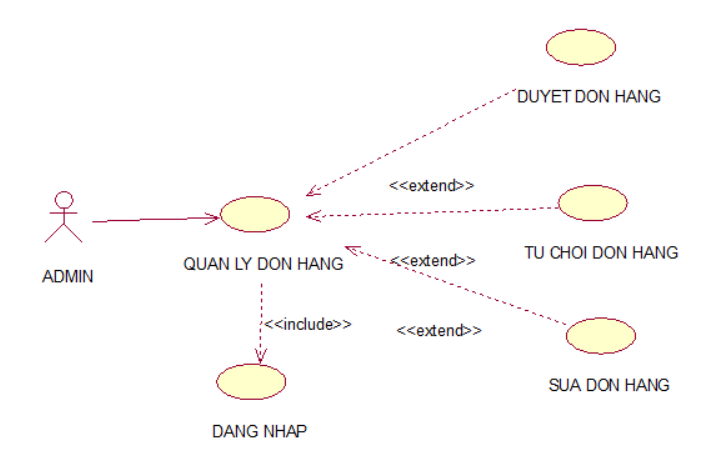 DUYET DON HANG
<<extend>>
TU CHOI DON HANG
ADMIN
QUAN LY DON HANG
<<extend>>
<<include>>
<<extend>>
SUA DON HANG
DANG NHAP